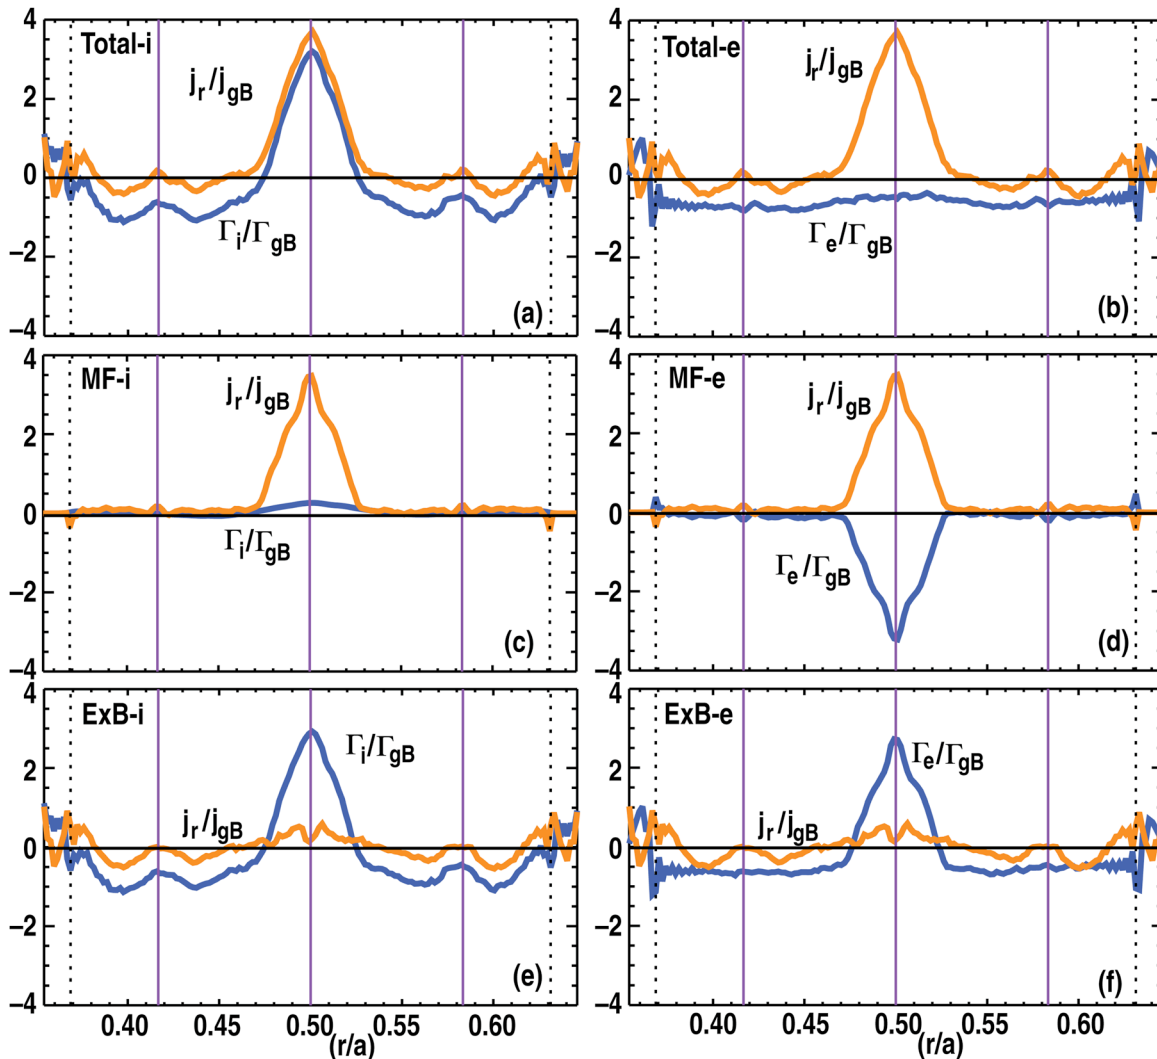 4
2
0
−2
−4
Total-i
j_r/j_gB
Γ_i/Γ_gB
(a)
4
2
0
−2
−4
Total-e
j_r/j_gB
Γ_e/Γ_gB
(b)
4
2
0
−2
−4
MF-i
j_r/j_gB
Γ_i/Γ_gB
(c)
4
2
0
−2
−4
MF-e
j_r/j_gB
Γ_e/Γ_gB
(d)
4
2
0
−2
−4
ExB-i
Γ_i/Γ_gB
j_r/j_gB
(e)
0.40 0.45 0.50 0.55 0.60
(r/a)
4
2
0
−2
−4
ExB-e
Γ_e/Γ_gB
j_r/j_gB
(f)
0.40 0.45 0.50 0.55 0.60
(r/a)